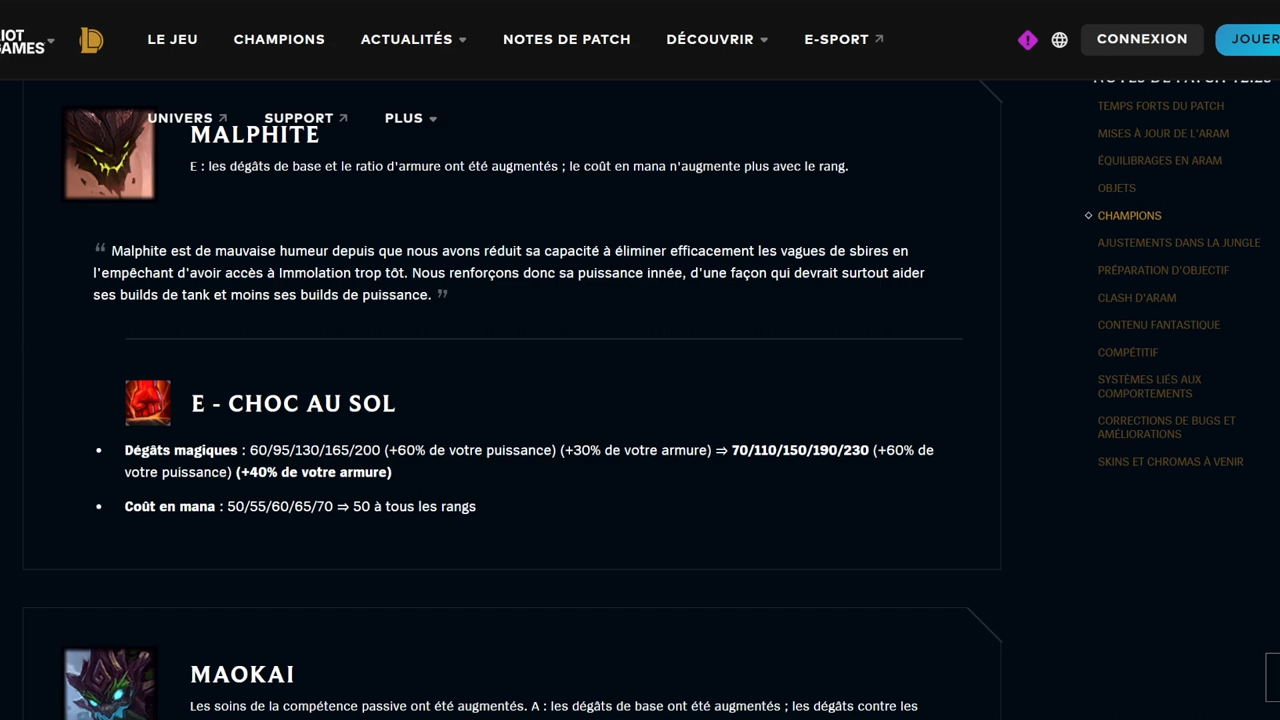 IOT
GAMES
LE JEU
CHAMPIONS
ACTUALITÉS
NOTES DE PATCH
DÉCOUVRIR
E-SPORT
CONNEXION
JOUER
UNIVERS
SUPPORT
PLUS
MALPHITE
E : les dégâts de base et le ratio d'armure ont été augmentés ; le coût en mana n'augmente plus avec le rang.
“ Malphite est de mauvaise humeur depuis que nous avons réduit sa capacité à éliminer efficacement les vagues de sbires en
l'empêchant d'avoir accès à Immolation trop tôt. Nous renforçons donc sa puissance innée, d'une façon qui devrait surtout aider
ses builds de tank et moins ses builds de puissance. ”
E - CHOC AU SOL
• Dégâts magiques : 60/95/130/165/200 (+60% de votre puissance) (+30% de votre armure) ⇒ 70/110/150/190/230 (+60% de
votre puissance) (+40% de votre armure)
• Coût en mana : 50/55/60/65/70 ⇒ 50 à tous les rangs
MAOKAI
Les soins de la compétence passive ont été augmentés. A : les dégâts de base ont été augmentés ; les dégâts contre les
NOTES DE PATCH
TEMPS FORTS DU PATCH
MISES À JOUR DE L'ARAM
ÉQUILIBRAGES EN ARAM
OBJETS
CHAMPIONS
AJUSTEMENTS DANS LA JUNGLE
PRÉPARATION D'OBJECTIF
CLASH D'ARAM
CONTENU FANTASTIQUE
COMPÉTITIF
SYSTÈMES LIÉS AUX
COMPORTEMENTS
CORRECTIONS DE BUGS ET
AMÉLIORATIONS
SKINS ET CHROMAS À VENIR